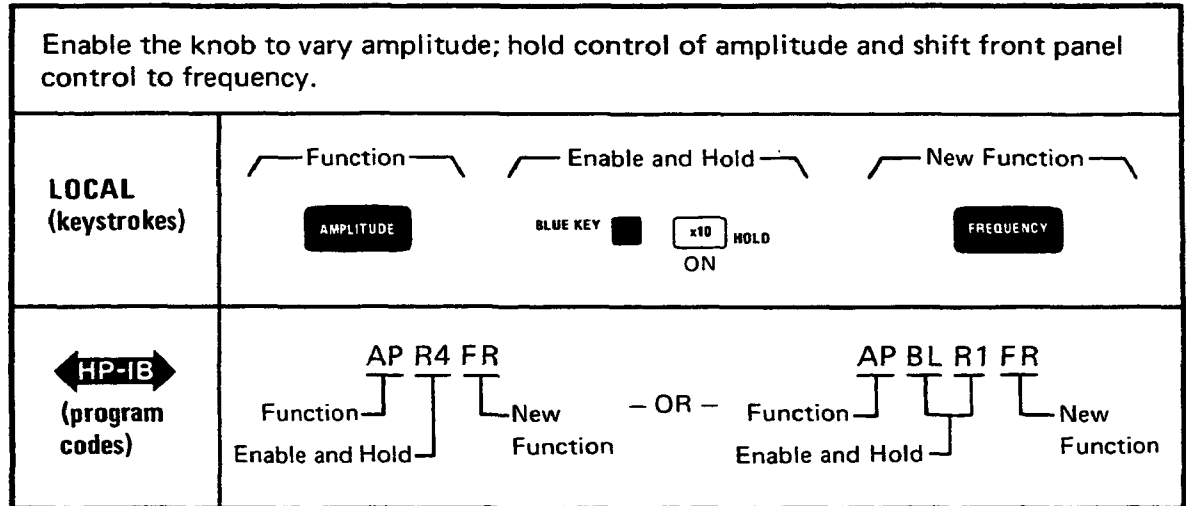 Enable the knob to vary amplitude; hold control of amplitude and shift front panel
control to frequency.
LOCAL
(keystrokes)
Function
Enable and Hold
New Function
AMPLITUDE
BLUE KEY
x10
HOLD
ON
FREQUENCY
HP-IB
(program
codes)
AP R4 FR
Function
Enable and Hold
New
Function
– OR –
AP BL R1 FR
Function
Enable and Hold
New
Function